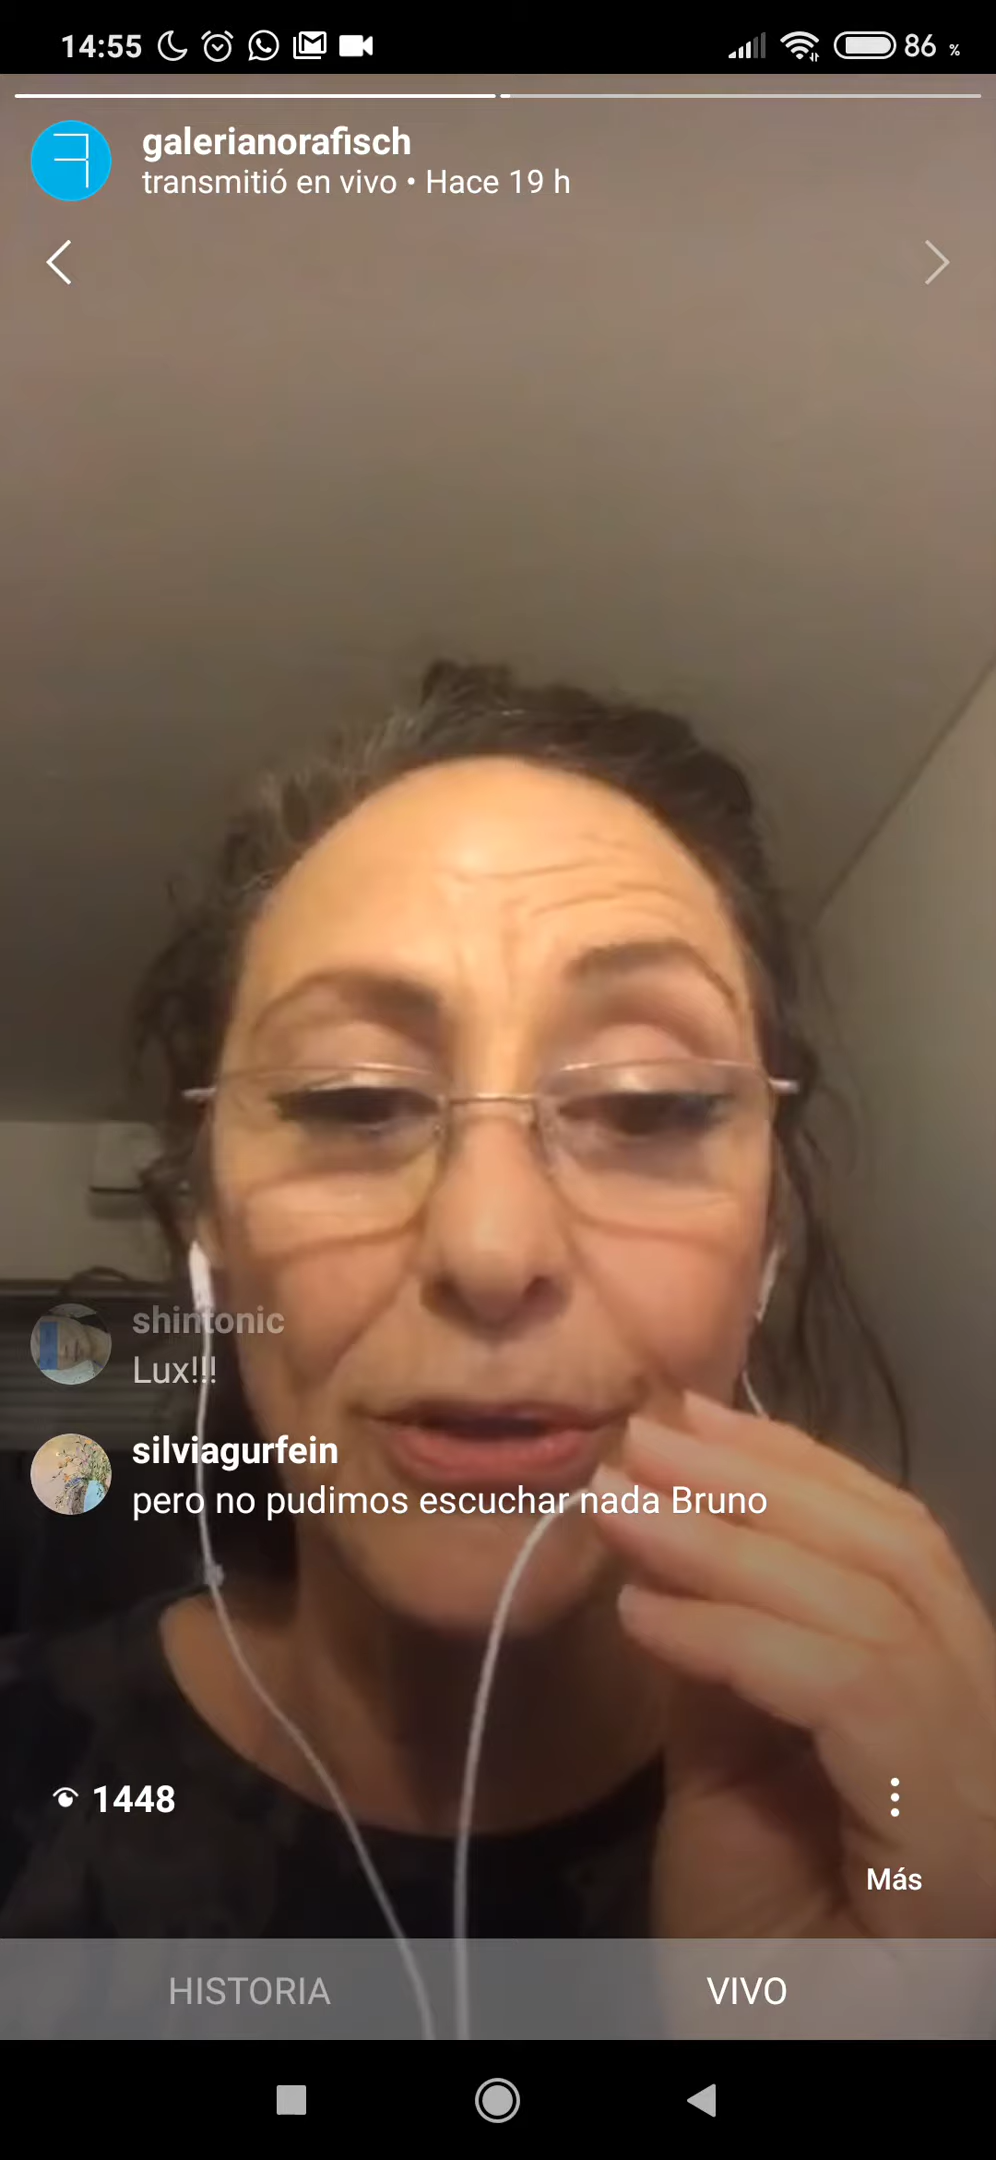 14:55
86 %
galerianorafisch
transmitió en vivo • Hace 19 h
shintonic
Lux!!!
silviagurfein
pero no pudimos escuchar nada Bruno
1448
Más
HISTORIA
VIVO